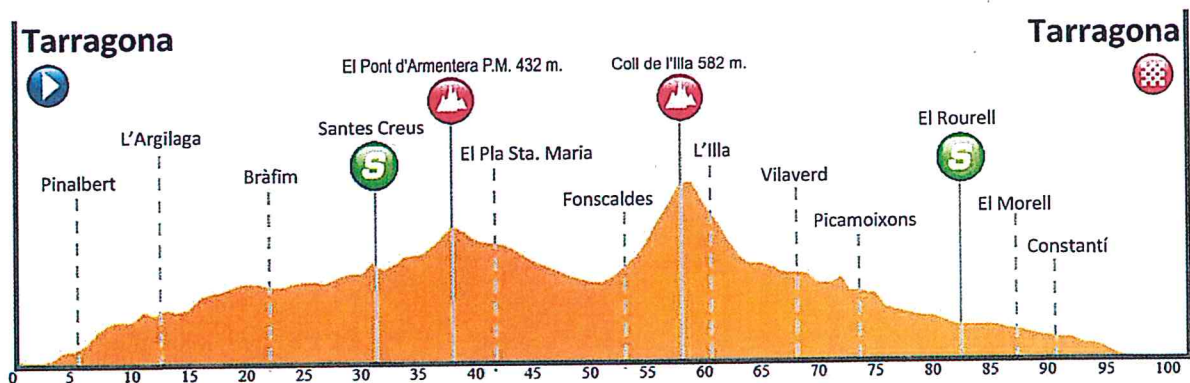 Tarragona
Tarragona
El Pont d'Armentera P.M. 432 m.
Coll de l'Illa 582 m.
L'Argilaga
Santes Creus
El Rourell
S
El Pla Sta. Maria
L'Illa
S
Pinalbert
Bràfim
Fonscaldes
Vilaverd
Picamoixons
El Morell
Constantí
0 5 10 15 20 25 30 35 40 45 50 55 60 65 70 75 80 85 90 95 100